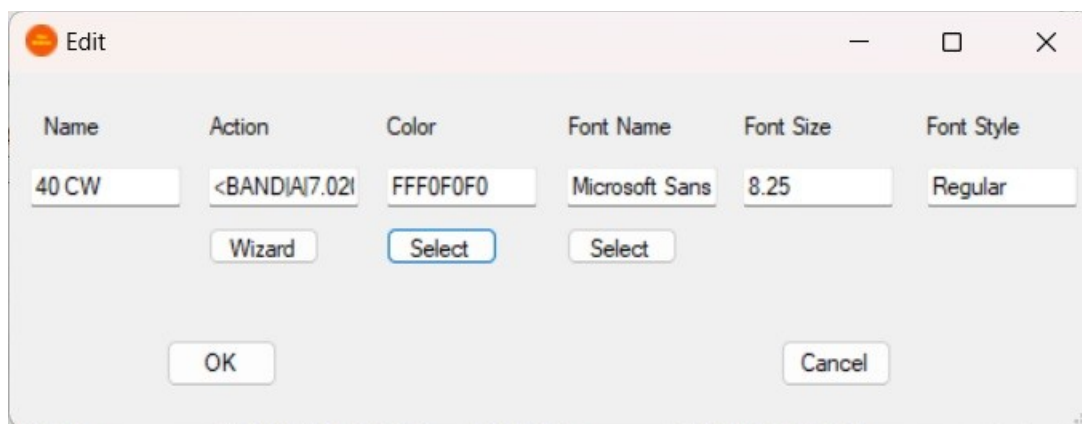 Edit
Name Action Color Font Name Font Size Font Style
40 CW <BAND|A|7.02 FFF0F0F0 Microsoft Sans 8.25 Regular
Wizard Select Select
OK Cancel